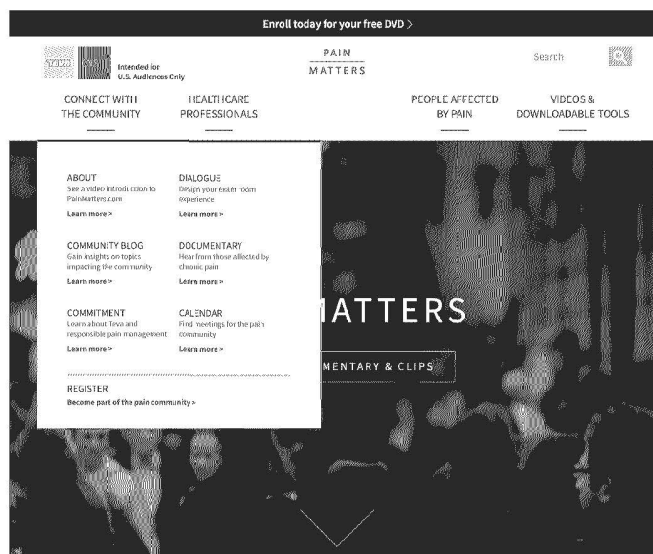 Enroll today for your free DVD >
Intended for
U.S. Audiences Only
PAIN
MATTERS
Search
CONNECT WITH
THE COMMUNITY
HEALTHCARE
PROFESSIONALS
PEOPLE AFFECTED
BY PAIN
VIDEOS &
DOWNLOADABLE TOOLS
ABOUT
See a video introduction to
PainMatters.com
Learn more >
DIALOGUE
Design your exam room
experience
Learn more >
COMMUNITY BLOG
Gain insights on topics
impacting the community
Learn more >
DOCUMENTARY
Hear from those affected by
chronic pain
Learn more >
COMMITMENT
Learn about Teva and
responsible pain management
Learn more >
CALENDAR
Find meetings for the pain
community
Learn more >
REGISTER
Become part of the pain community >
MATTERS
MENTARY & CLIPS